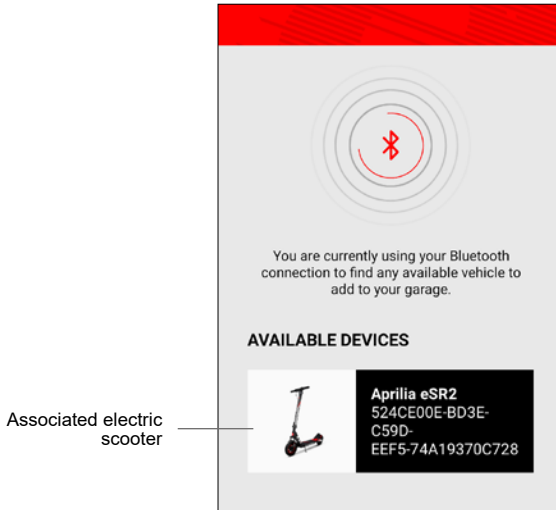 You are currently using your Bluetooth
connection to find any available vehicle to
add to your garage.
AVAILABLE DEVICES
Associated electric
scooter
Aprilia eSR2
524CE00E-BD3E-
C59D-
EEF5-74A19370C728